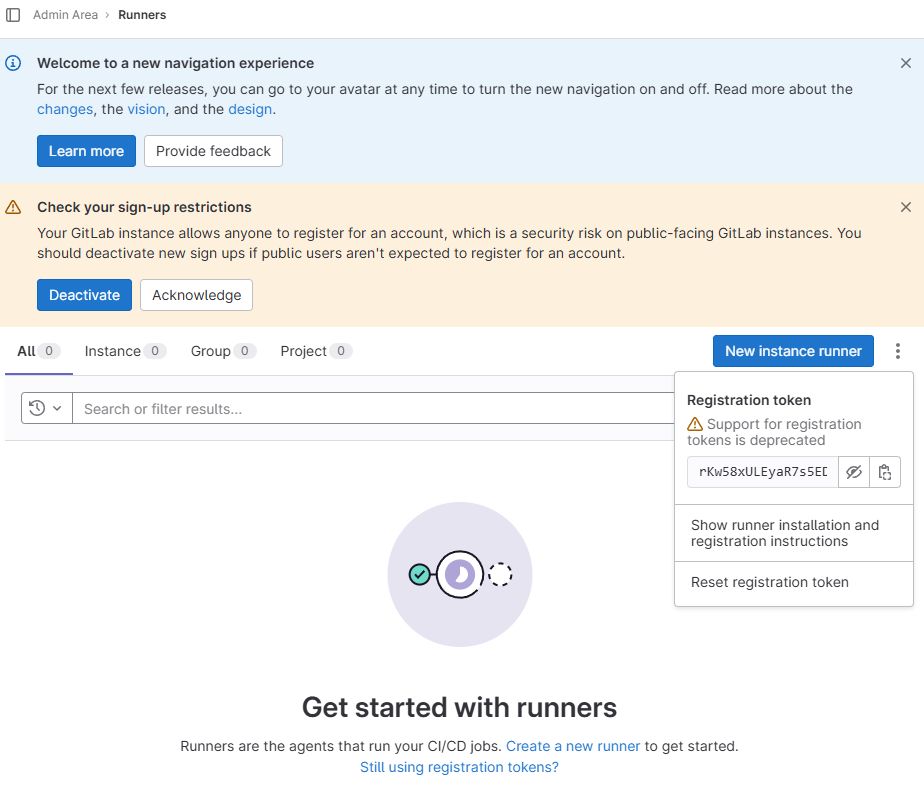 Admin Area › Runners
Welcome to a new navigation experience
For the next few releases, you can go to your avatar at any time to turn the new navigation on and off. Read more about the
changes, the vision, and the design.
Learn more Provide feedback
Check your sign-up restrictions
Your GitLab instance allows anyone to register for an account, which is a security risk on public-facing GitLab instances. You
should deactivate new sign ups if public users aren't expected to register for an account.
Deactivate Acknowledge
All 0 Instance 0 Group 0 Project 0 New instance runner
Search or filter results...
Registration token
Support for registration
tokens is deprecated
rKw58xULEyaR7s5ED
Show runner installation and
registration instructions
Reset registration token
Get started with runners
Runners are the agents that run your CI/CD jobs. Create a new runner to get started.
Still using registration tokens?